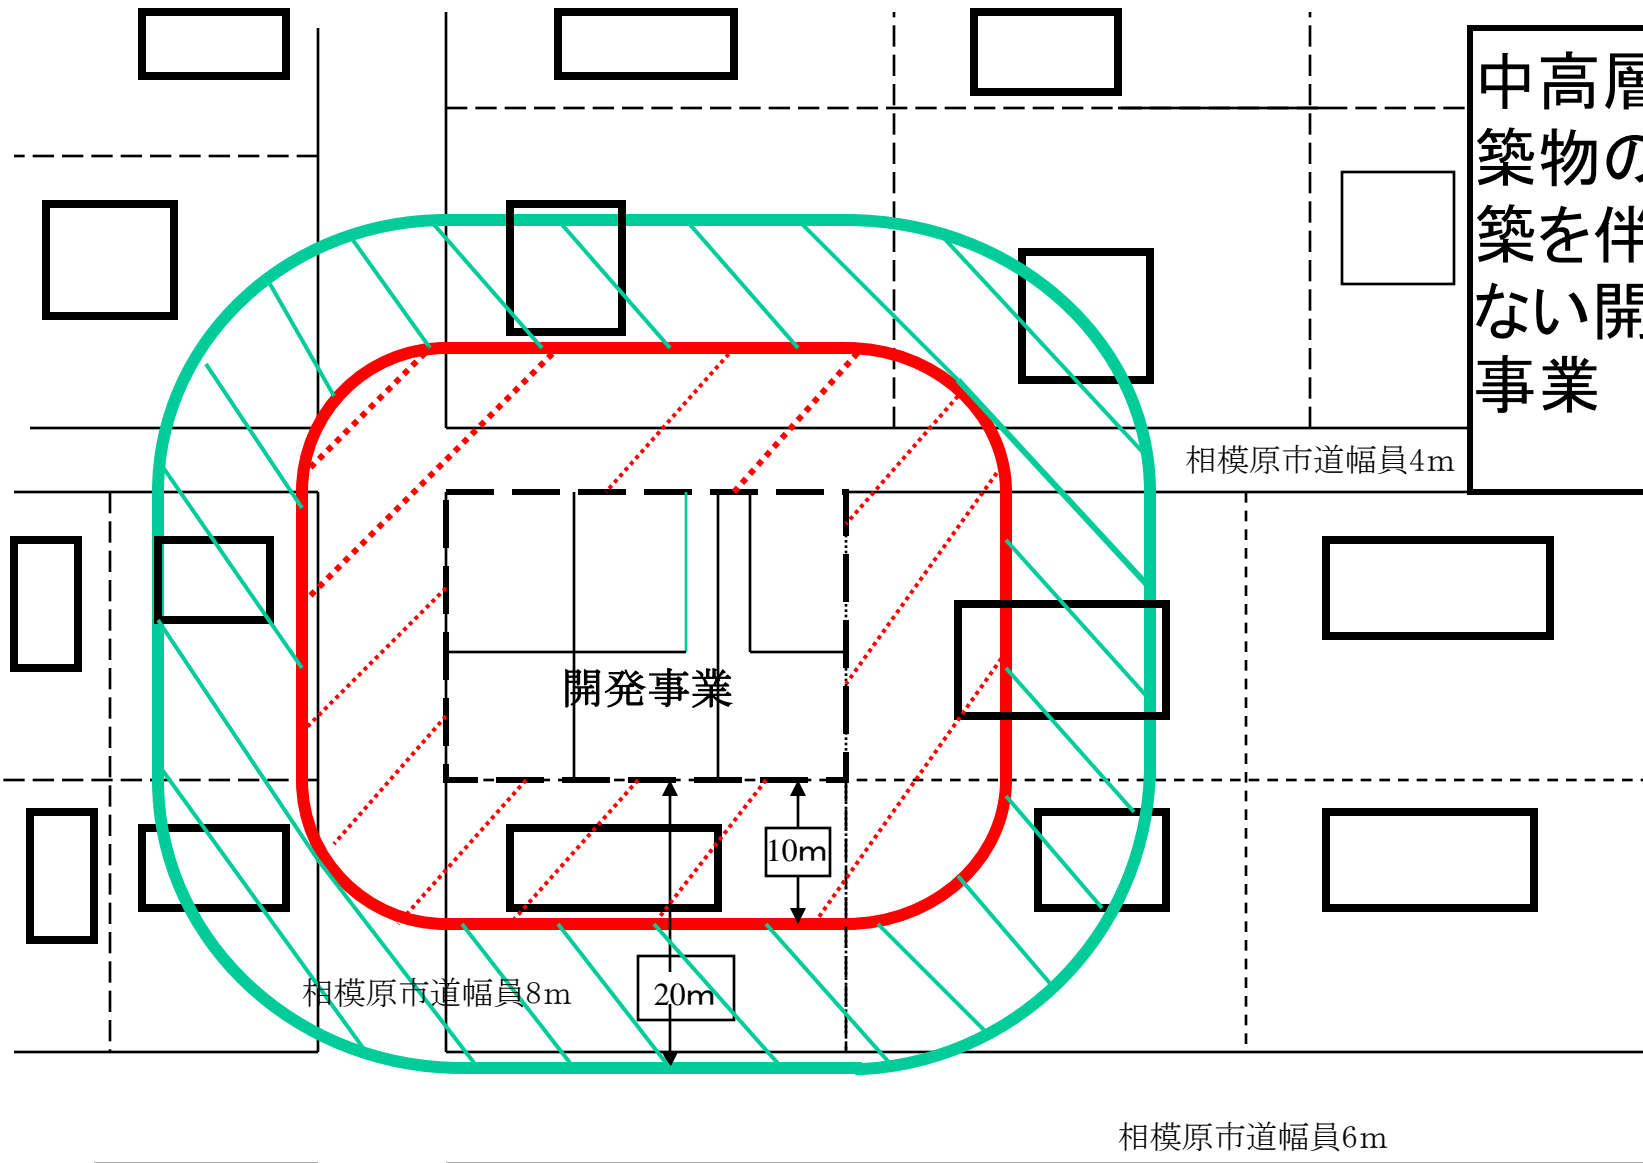 中高層
築物の
築を伴
ない開
事業
相模原市道幅員4m
開発事業
10m
20m
相模原市道幅員8m
相模原市道幅員6m